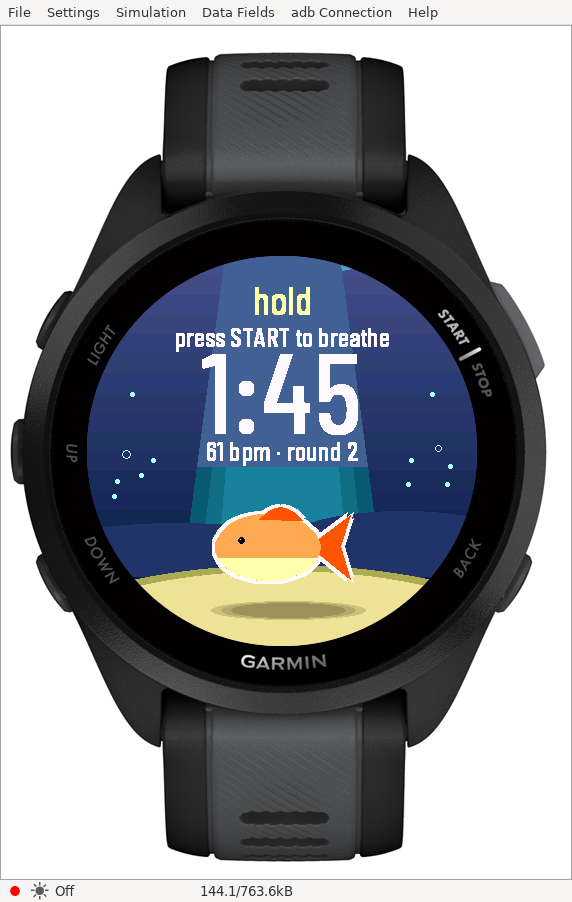 File Settings Simulation Data Fields adb Connection Help
hold
press START to breathe
1:45
61 bpm · round 2
LIGHT
UP
DOWN
START
STOP
BACK
GARMIN
Off 144.1/763.6kB